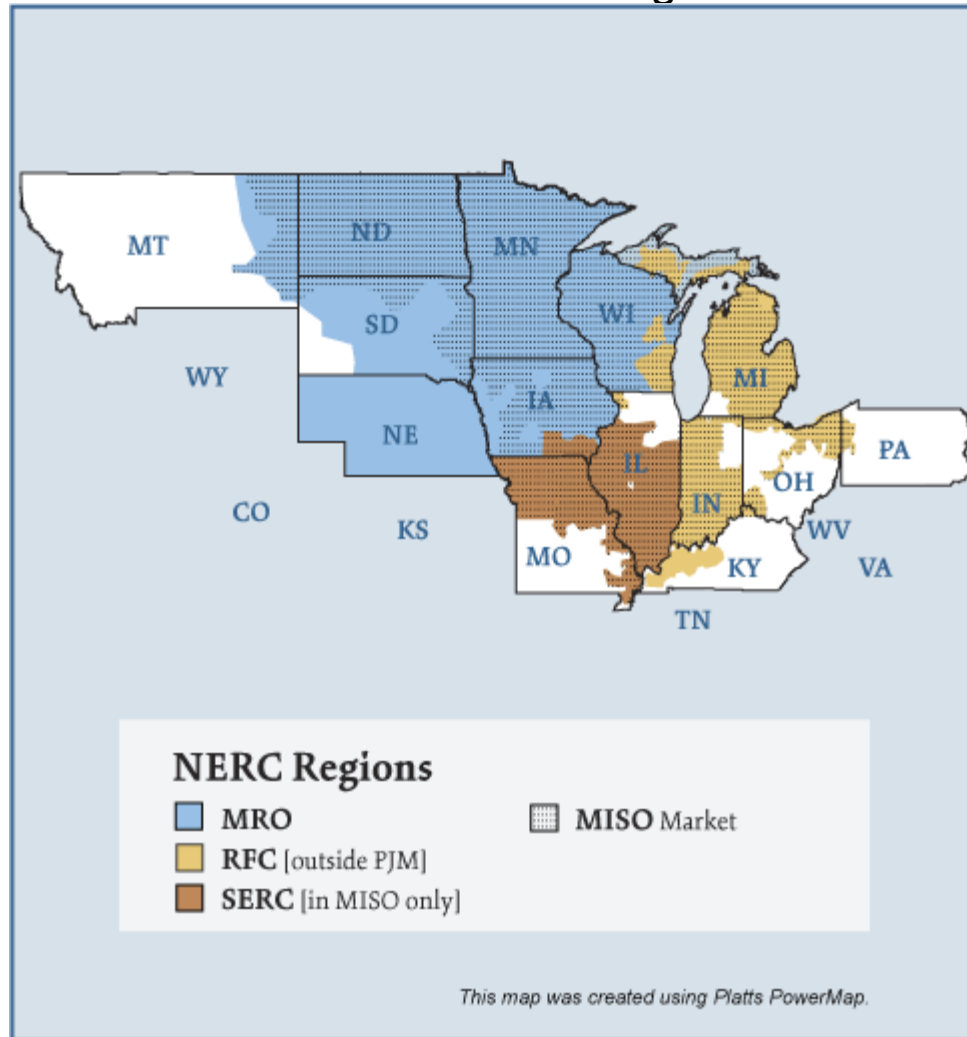 MT
ND
MN
SD
WI
WY
MI
IA
NE
PA
IL
OH
IN
CO
KS
WV
MO
KY
VA
TN
NERC Regions
MRO
MISO Market
RFC [outside PJM]
SERC [in MISO only]
This map was created using Platts PowerMap.